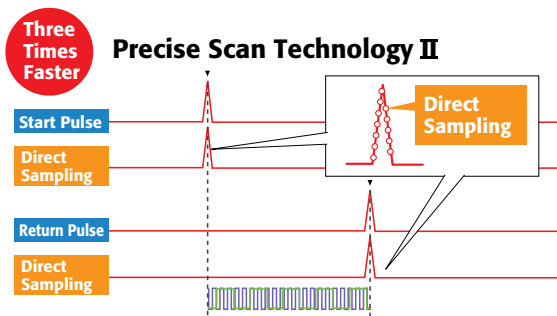 Three
Times
Faster
Precise Scan Technology II
Start Pulse
Direct
Sampling
Direct
Sampling
Return Pulse
Direct
Sampling